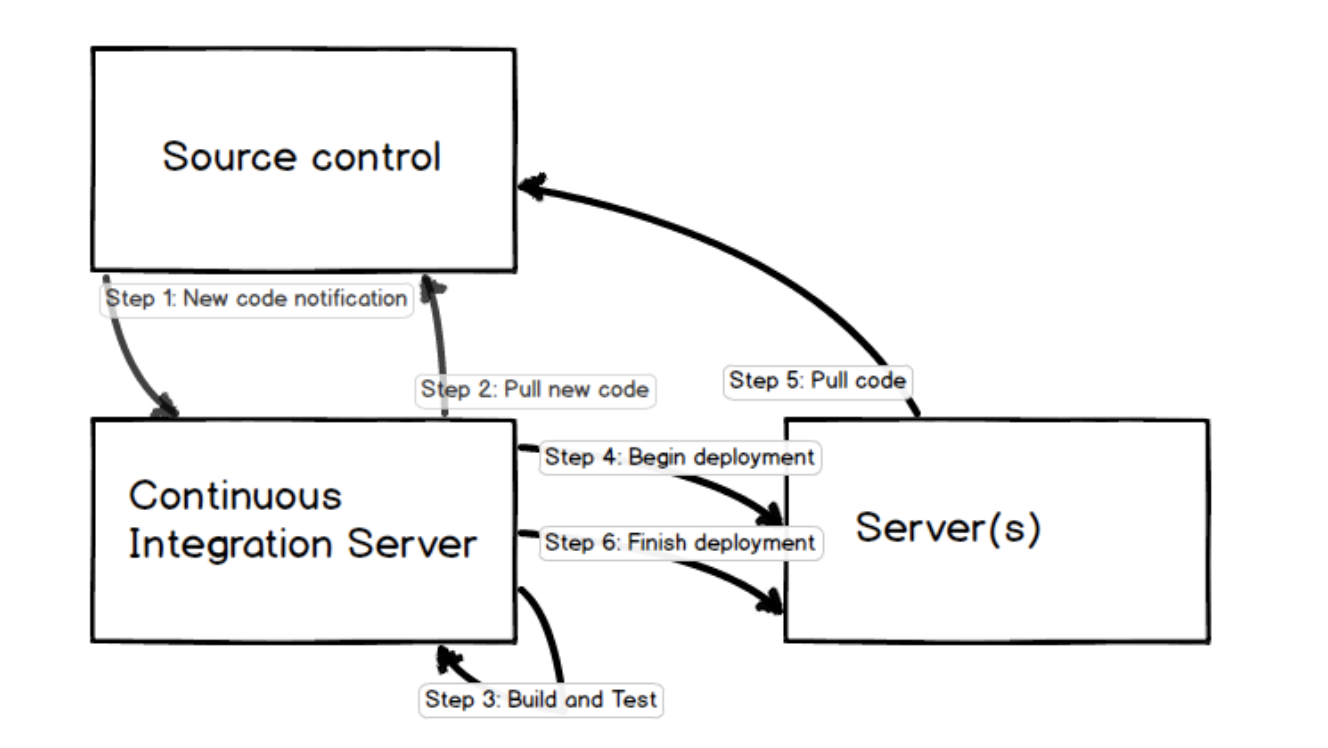 Source control
Step 1: New code notification
Step 2: Pull new code
Step 5: Pull code
Continuous
Integration Server
Step 4: Begin deployment
Step 6: Finish deployment
Server(s)
Step 3: Build and Test